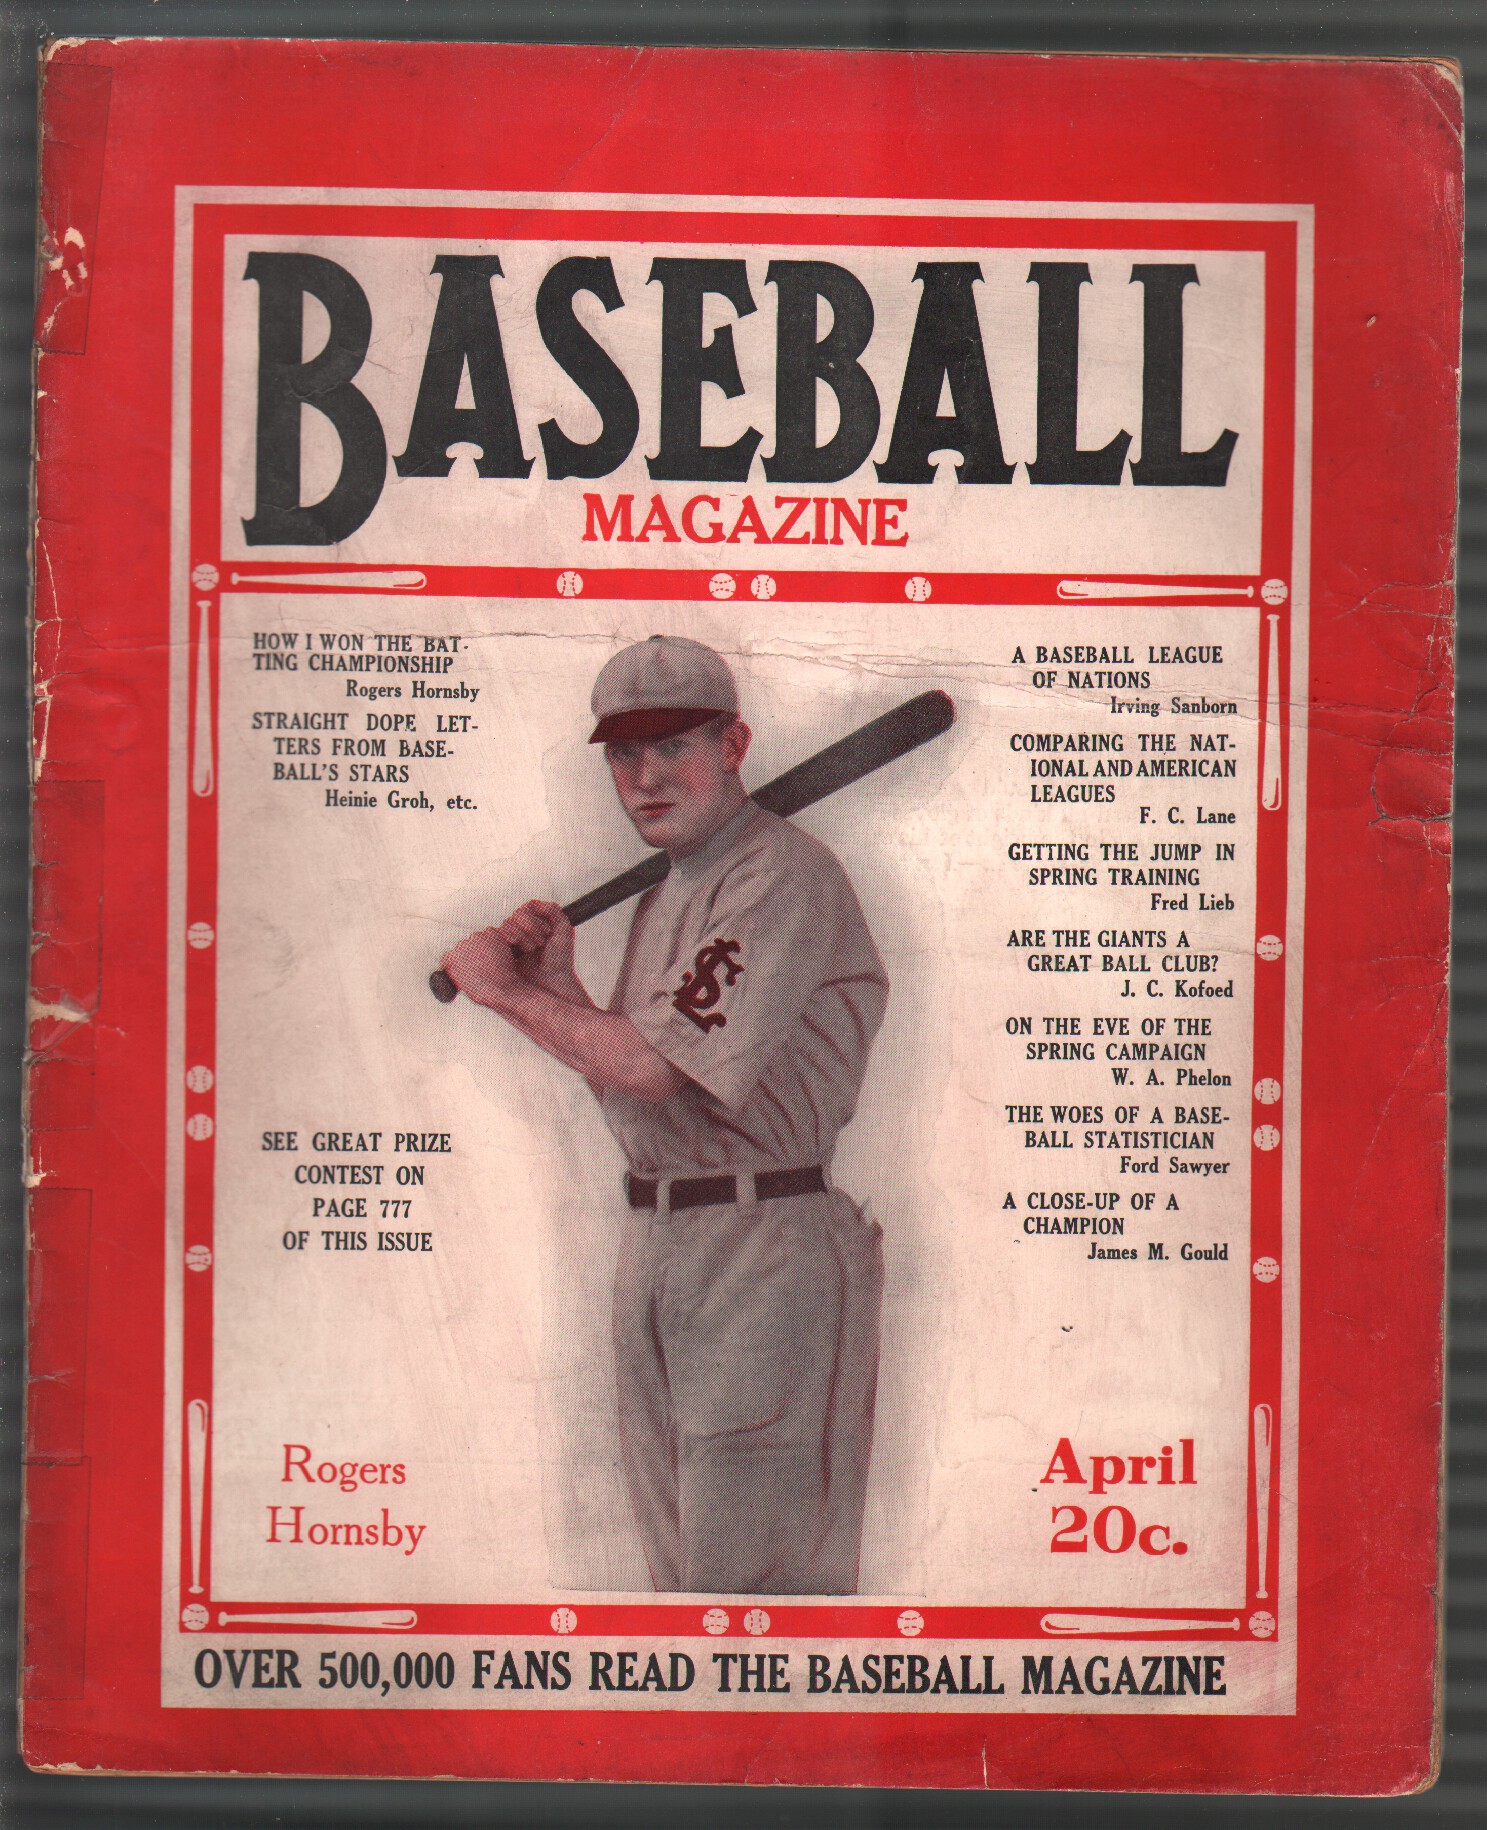 BASEBALL
MAGAZINE
HOW I WON THE BAT-
TING CHAMPIONSHIP
Rogers Hornsby
STRAIGHT DOPE LET-
TERS FROM BASE-
BALL'S STARS
Heinie Groh, etc.
SEE GREAT PRIZE
CONTEST ON
PAGE 777
OF THIS ISSUE
A BASEBALL LEAGUE
OF NATIONS
Irving Sanborn
COMPARING THE NAT-
IONAL AND AMERICAN
LEAGUES
F. C. Lane
GETTING THE JUMP IN
SPRING TRAINING
Fred Lieb
ARE THE GIANTS A
GREAT BALL CLUB?
J. C. Kofoed
ON THE EVE OF THE
SPRING CAMPAIGN
W. A. Phelon
THE WOES OF A BASE-
BALL STATISTICIAN
Ford Sawyer
A CLOSE-UP OF A
CHAMPION
James M. Gould
StL
Rogers
Hornsby
April
20c.
OVER 500,000 FANS READ THE BASEBALL MAGAZINE